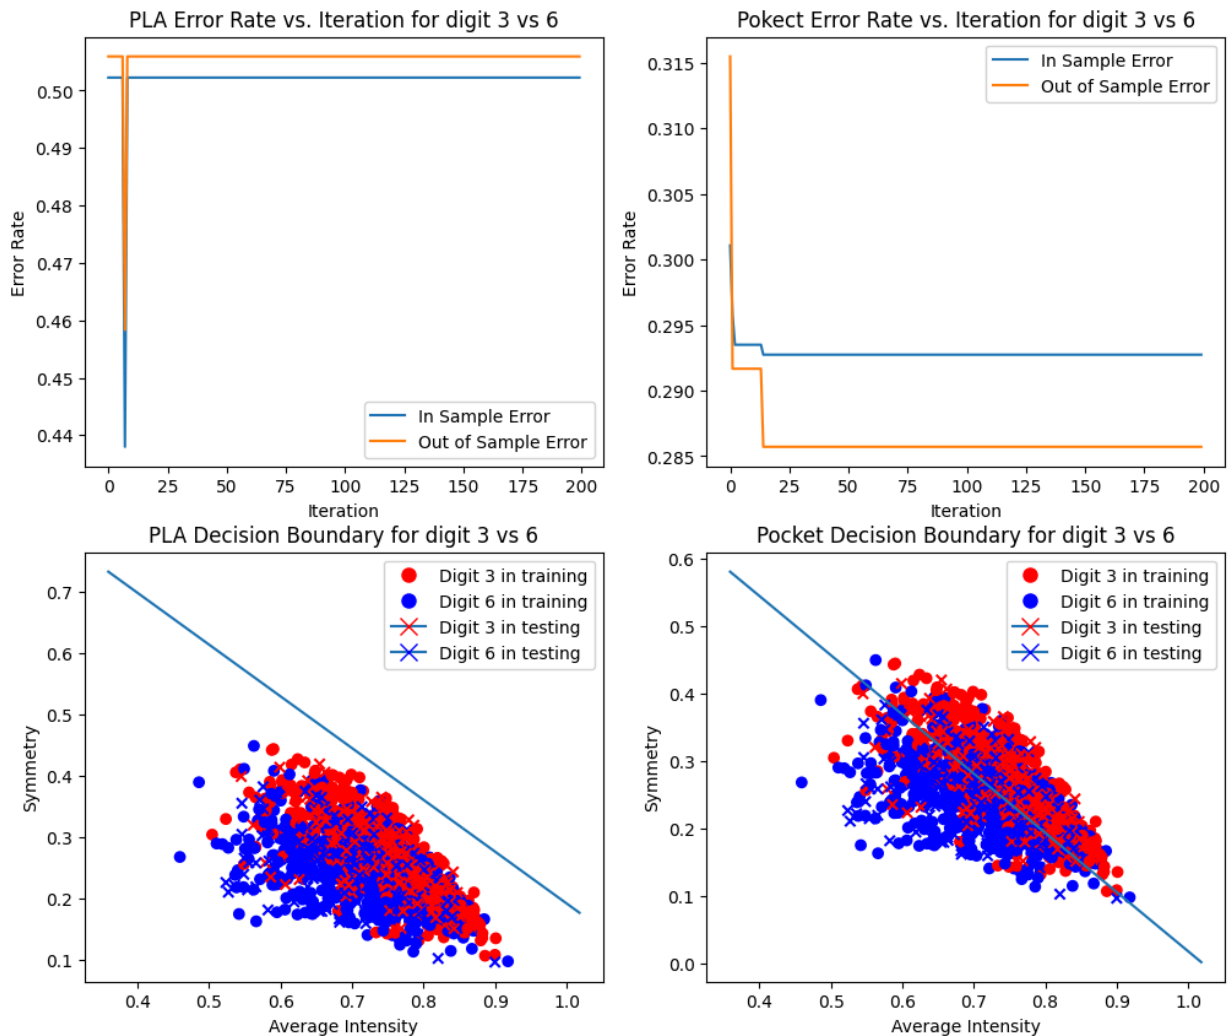 PLA Error Rate vs. Iteration for digit 3 vs 6
Error Rate
0.50
0.49
0.48
0.47
0.46
0.45
0.44
In Sample Error
Out of Sample Error
0 25 50 75 100 125 150 175 200
Iteration
Pokect Error Rate vs. Iteration for digit 3 vs 6
Error Rate
0.315
0.310
0.305
0.300
0.295
0.290
0.285
In Sample Error
Out of Sample Error
0 25 50 75 100 125 150 175 200
Iteration
PLA Decision Boundary for digit 3 vs 6
Symmetry
0.7
0.6
0.5
0.4
0.3
0.2
0.1
Digit 3 in training
Digit 6 in training
Digit 3 in testing
Digit 6 in testing
0.4 0.5 0.6 0.7 0.8 0.9 1.0
Average Intensity
Pocket Decision Boundary for digit 3 vs 6
Symmetry
0.6
0.5
0.4
0.3
0.2
0.1
0.0
Digit 3 in training
Digit 6 in training
Digit 3 in testing
Digit 6 in testing
0.4 0.5 0.6 0.7 0.8 0.9 1.0
Average Intensity